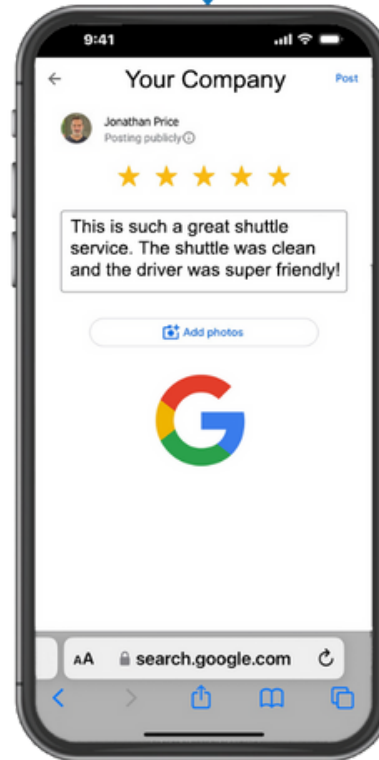 9:41
Your Company
Post
Jonathan Price
Posting publicly
This is such a great shuttle
service. The shuttle was clean
and the driver was super friendly!
Add photos
G
AA
search.google.com